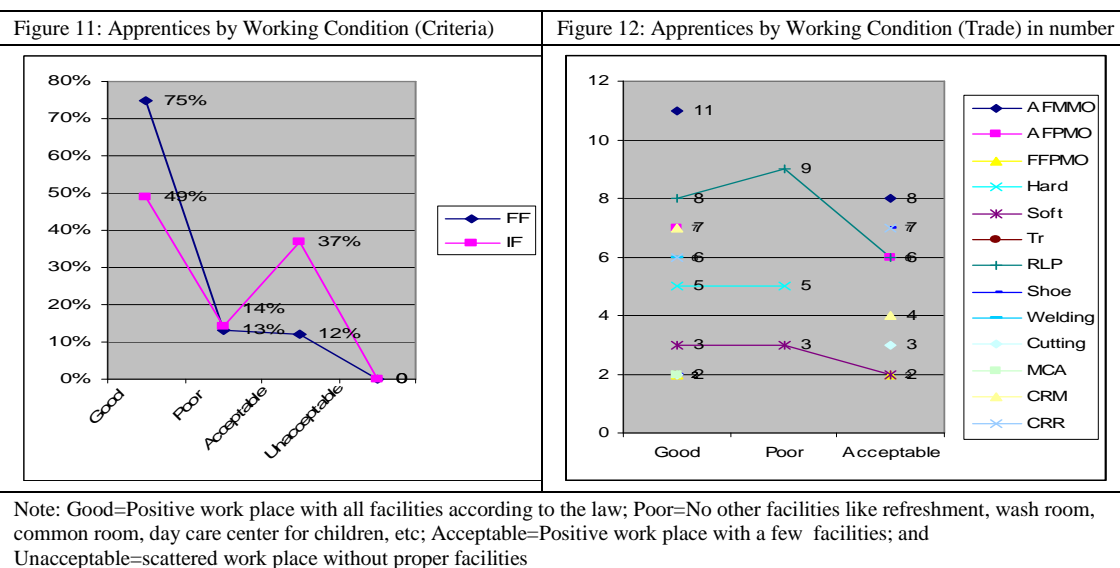 Figure 11: Apprentices by Working Condition (Criteria)
Figure 12: Apprentices by Working Condition (Trade) in number
80%
70%
60%
50%
40%
30%
20%
10%
0%
75%
49%
37%
14%
13%
12%
0
Good
Poor
Acceptable
Unacceptable
FF
IF
12
10
8
6
4
2
0
11
9
8
8
7
7
6
6
5
5
4
3
3
3
2
2
Good
Poor
Acceptable
AFMMO
AFPMO
FFPMO
Hard
Soft
Tr
RLP
Shoe
Welding
Cutting
MCA
CRM
CRR
Note: Good=Positive work place with all facilities according to the law; Poor=No other facilities like refreshment, wash room,
common room, day care center for children, etc; Acceptable=Positive work place with a few facilities; and
Unacceptable=scattered work place without proper facilities